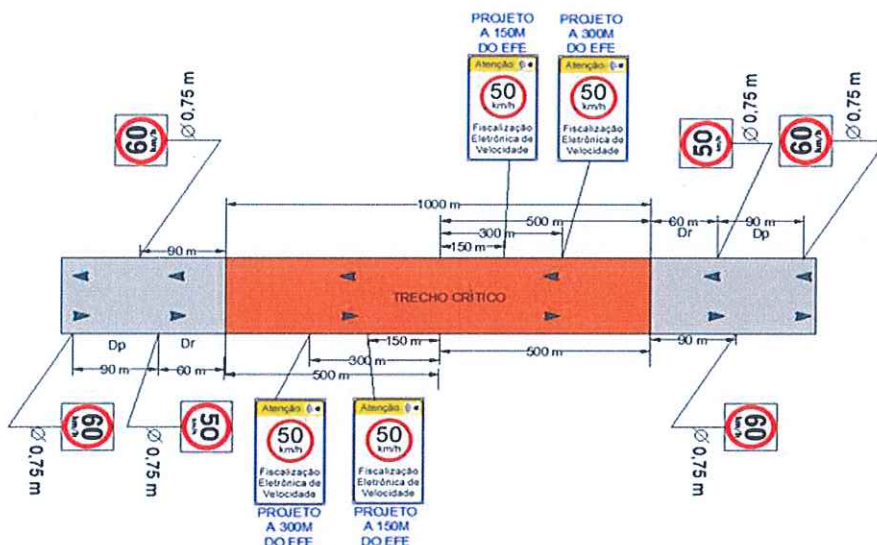 PROJETO
A 150M
DO EFE
PROJETO
A 300M
DO EFE
Atenção
50
km/h
Fiscalização
Eletrônica de
Velocidade
Atenção
50
km/h
Fiscalização
Eletrônica de
Velocidade
60
km/h
Ø 0,75 m
50
km/h
Ø 0,75 m
60
km/h
Ø 0,75 m
1000 m
500 m
300 m
150 m
60 m
Dr
90 m
Dp
90 m
TRECHO CRÍTICO
Dp
90 m
Dr
60 m
150 m
300 m
500 m
500 m
90 m
Ø 0,75 m
60
km/h
Ø 0,75 m
50
km/h
Atenção
50
km/h
Fiscalização
Eletrônica de
Velocidade
PROJETO
A 300M
DO EFE
Atenção
50
km/h
Fiscalização
Eletrônica de
Velocidade
PROJETO
A 150M
DO EFE
Ø 0,75 m
60
km/h